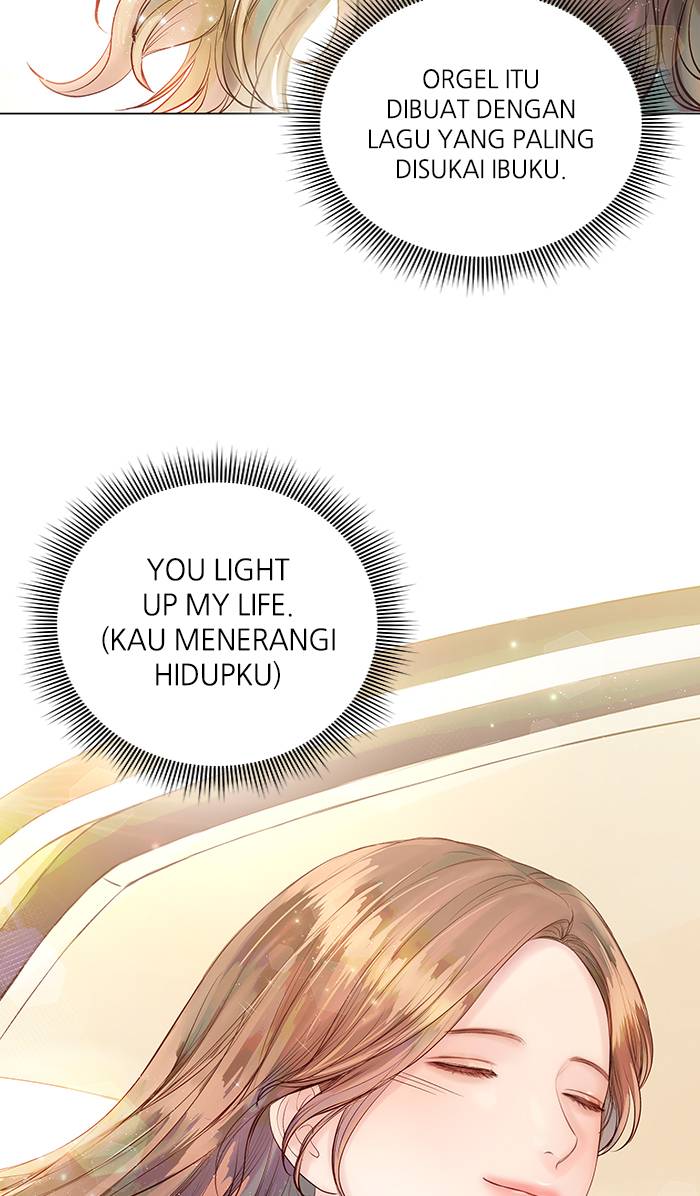 ORGEL ITU
DIBUAT DENGAN
LAGU YANG PALING
DISUKAI IBUKU.
YOU LIGHT
UP MY LIFE.
(KAU MENERANGI
HIDUPKU)